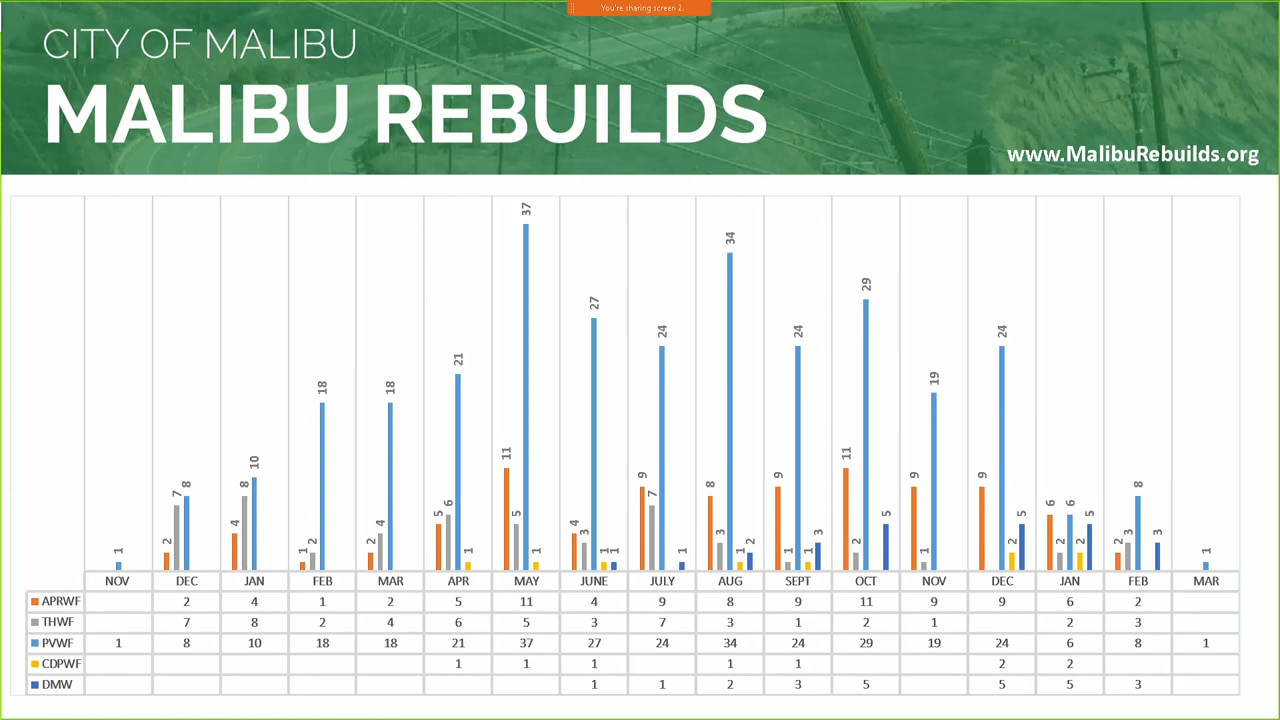 You're sharing screen 2.
CITY OF MALIBU
MALIBU REBUILDS
www.MalibuRebuilds.org
1
2 7 8
4 8 10
1 2 18
2 4 18
5 6 21 1
11 5 37 1
4 3 27 1 1
9 7 24 1
8 3 34 1 2
9 1 24 1 3
11 2 29 5
9 1 19
9 24 2 5
6 2 6 2 5
2 3 8 3
1
NOV DEC JAN FEB MAR APR MAY JUNE JULY AUG SEPT OCT NOV DEC JAN FEB MAR
APRWF 2 4 1 2 5 11 4 9 8 9 11 9 9 6 2
THWF 7 8 2 4 6 5 3 7 3 1 2 1 2 3
PVWF 1 8 10 18 18 21 37 27 24 34 24 29 19 24 6 8 1
CDPWF 1 1 1 1 1 2 2
DMW 1 1 2 3 5 5 5 3